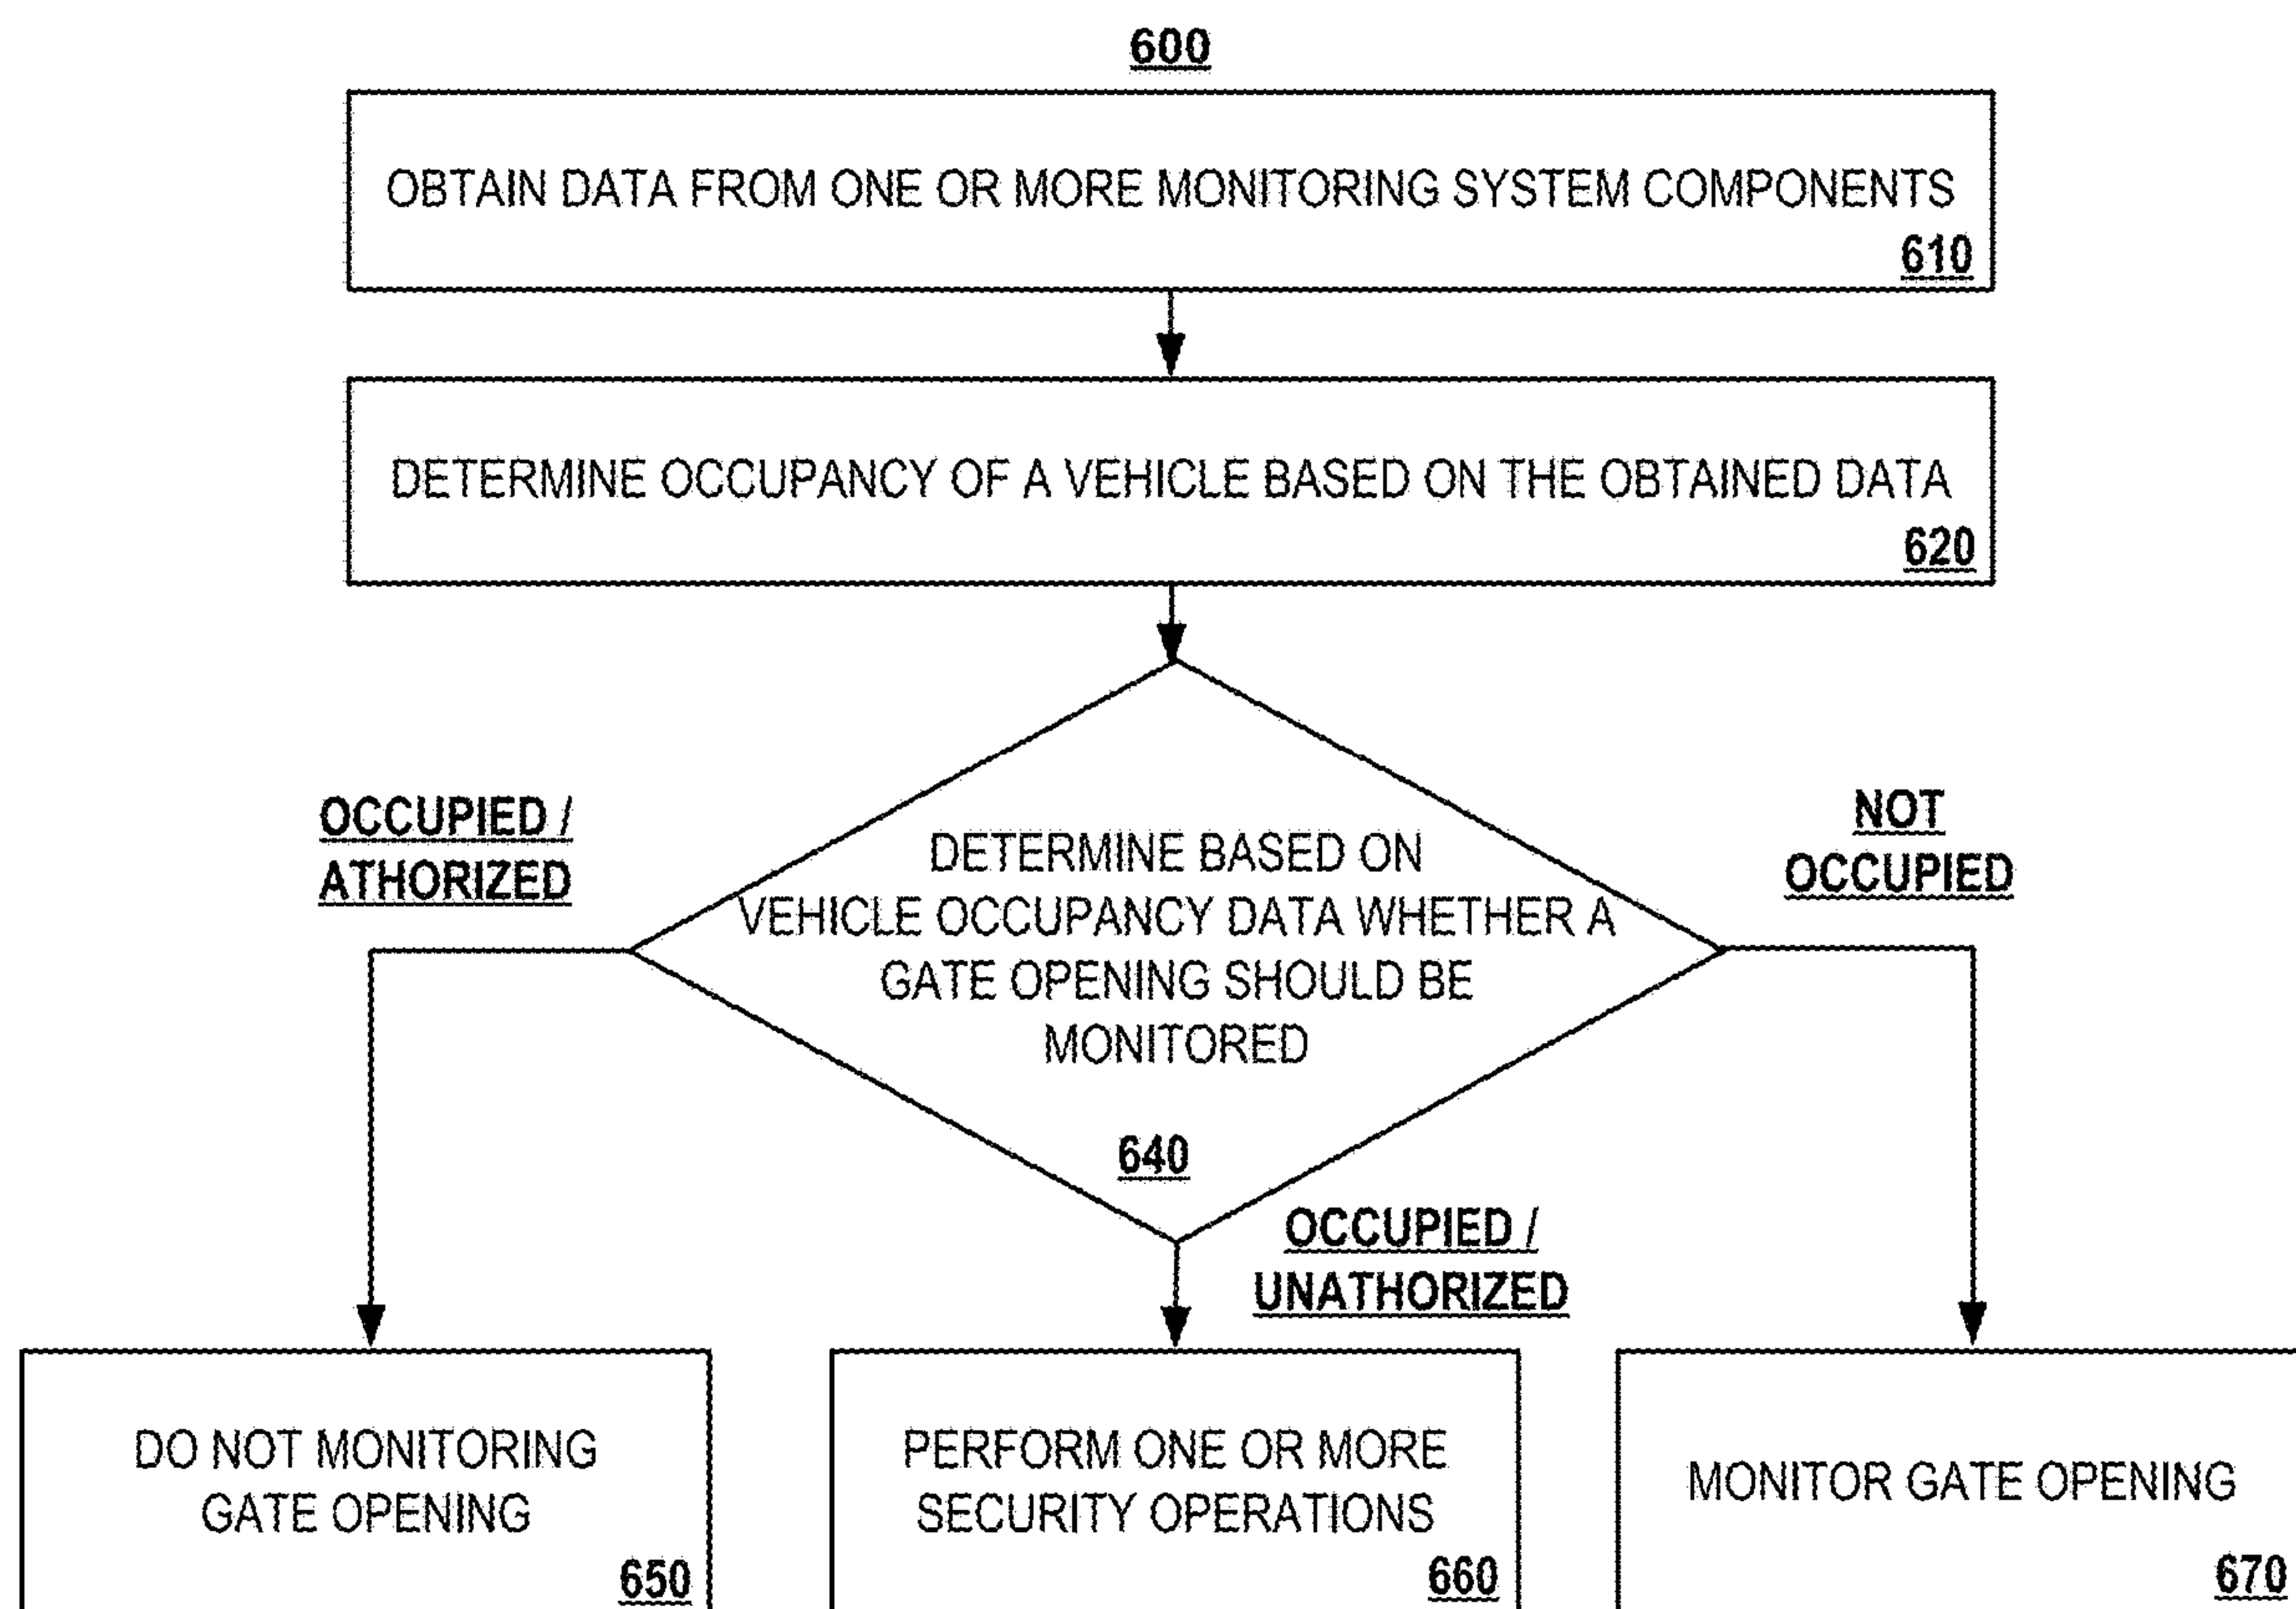 600
OBTAIN DATA FROM ONE OR MORE MONITORING SYSTEM COMPONENTS
610
DETERMINE OCCUPANCY OF A VEHICLE BASED ON THE OBTAINED DATA
620
OCCUPIED /
ATHORIZED
DETERMINE BASED ON
VEHICLE OCCUPANCY DATA WHETHER A
GATE OPENING SHOULD BE
MONITORED
640
NOT
OCCUPIED
OCCUPIED /
UNATHORIZED
DO NOT MONITORING
GATE OPENING
650
PERFORM ONE OR MORE
SECURITY OPERATIONS
660
MONITOR GATE OPENING
670